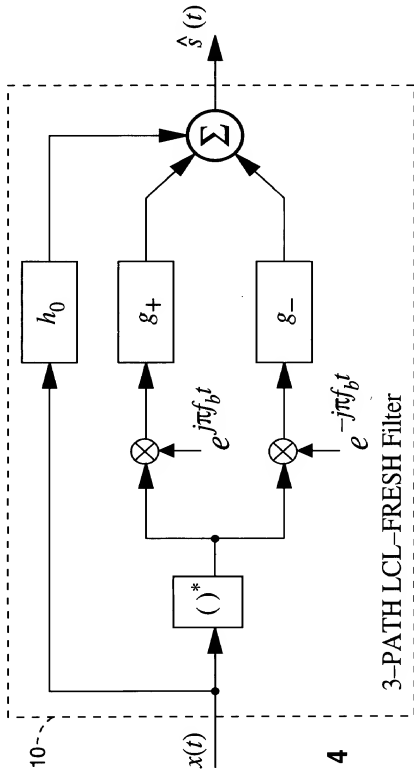 10
x(t)
4
( )*
h₀
g₊
g₋
e^{jπf_b t}
e^{-jπf_b t}
Σ
ŝ (t)
3–PATH LCL–FRESH Filter